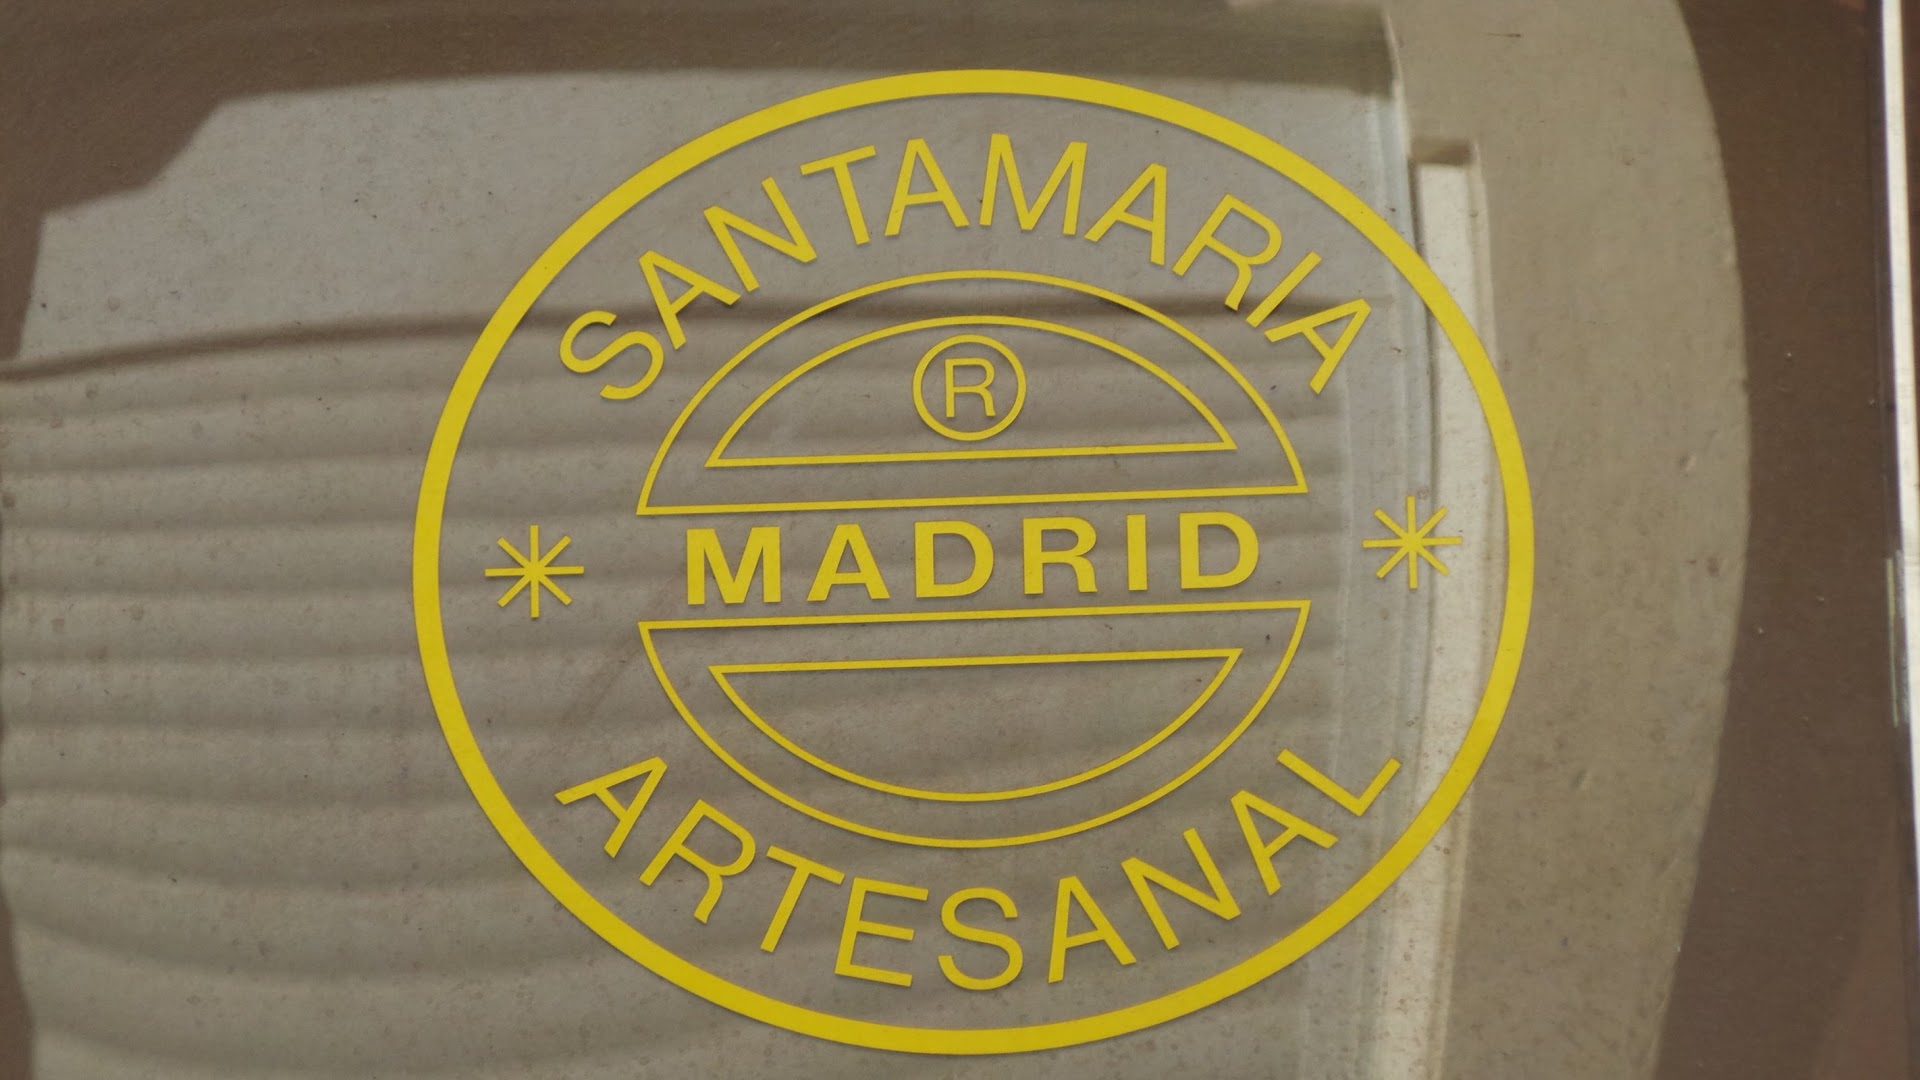 SANTAMARIA
®
* MADRID *
ARTESANAL